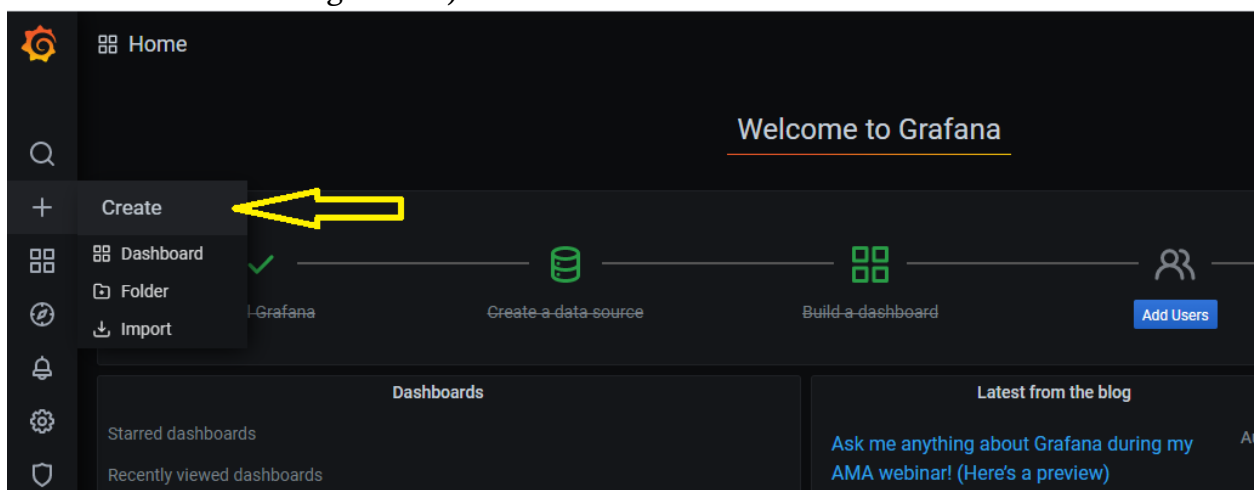 Home
Welcome to Grafana
Create
Dashboard
Folder
Import
Grafana
Create a data source
Build a dashboard
Add Users
Dashboards
Starred dashboards
Recently viewed dashboards
Latest from the blog
Ask me anything about Grafana during my
AMA webinar! (Here's a preview)